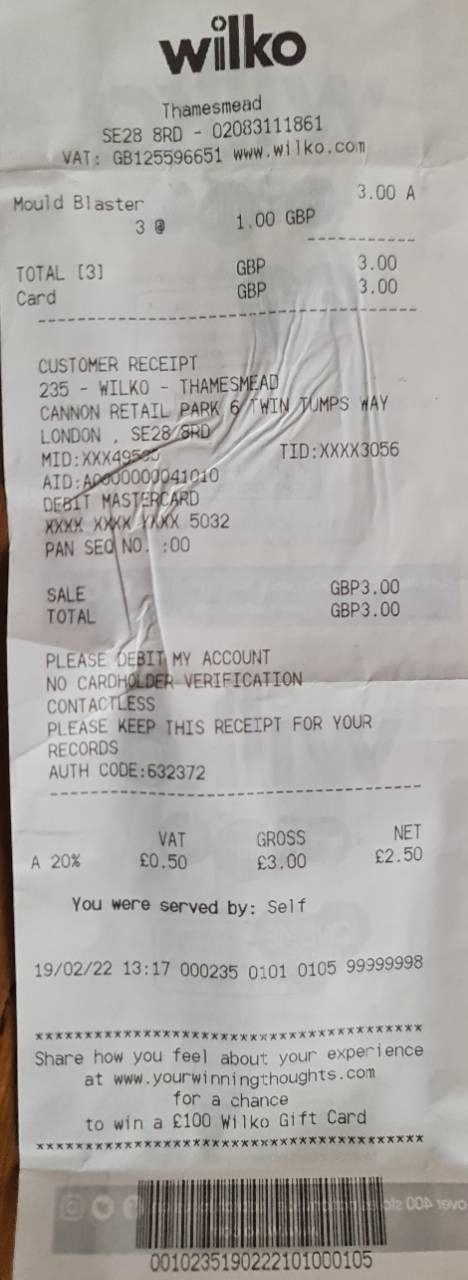 wilko
Thamesmead
SE28 8RD - 02083111861
VAT: GB125596651 www.wilko.com
Mould Blaster 3.00 A
3 @ 1.00 GBP
TOTAL [3] GBP 3.00
Card GBP 3.00
CUSTOMER RECEIPT
235 - WILKO - THAMESMEAD
CANNON RETAIL PARK 6 TWIN TUMPS WAY
LONDON , SE28 8RD
TID:XXXX3056
AID:A0000000041010
DEBIT MASTERCARD
XXXX XXXX XXXX 5032
PAN SEQ NO. :00
SALE GBP3.00
TOTAL GBP3.00
PLEASE DEBIT MY ACCOUNT
NO CARDHOLDER VERIFICATION
CONTACTLESS
PLEASE KEEP THIS RECEIPT FOR YOUR
RECORDS
AUTH CODE:632372
VAT GROSS NET
A 20% £0.50 £3.00 £2.50
You were served by: Self
19/02/22 13:17 000235 0101 0105 99999998
****************************************
Share how you feel about your experience
at www.yourwinningthoughts.com
for a chance
to win a £100 Wilko Gift Card
****************************************
0010235190222101000105